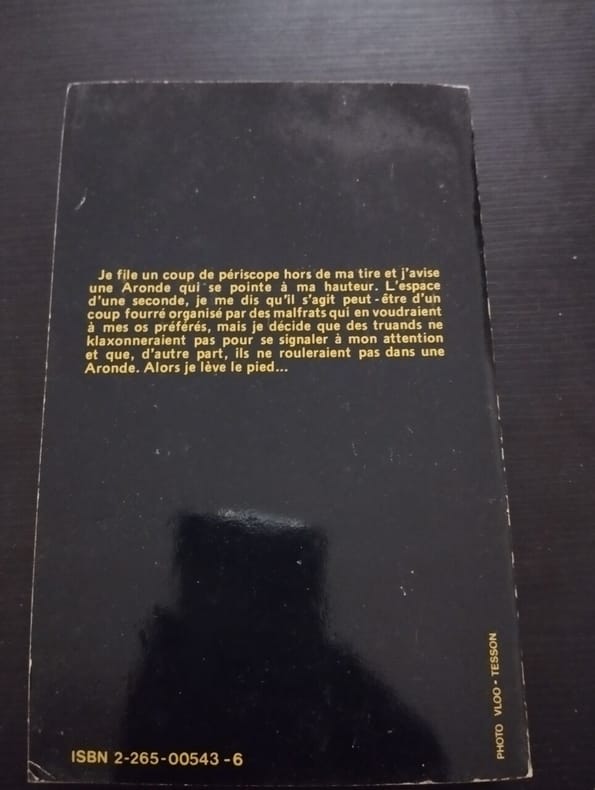 Je file un coup de périscope hors de ma tire et j'avise
une Aronde qui se pointe à ma hauteur. L'espace
d'une seconde, je me dis qu'il s'agit peut-être d'un
coup fourré organisé par des malfrats qui en voudraient
à mes os préférés, mais je décide que des truands ne
klaxonneraient pas pour se signaler à mon attention
et que, d'autre part, ils ne rouleraient pas dans une
Aronde. Alors je lève le pied...
PHOTO VLOO - TESSON
ISBN 2-265-00543-6